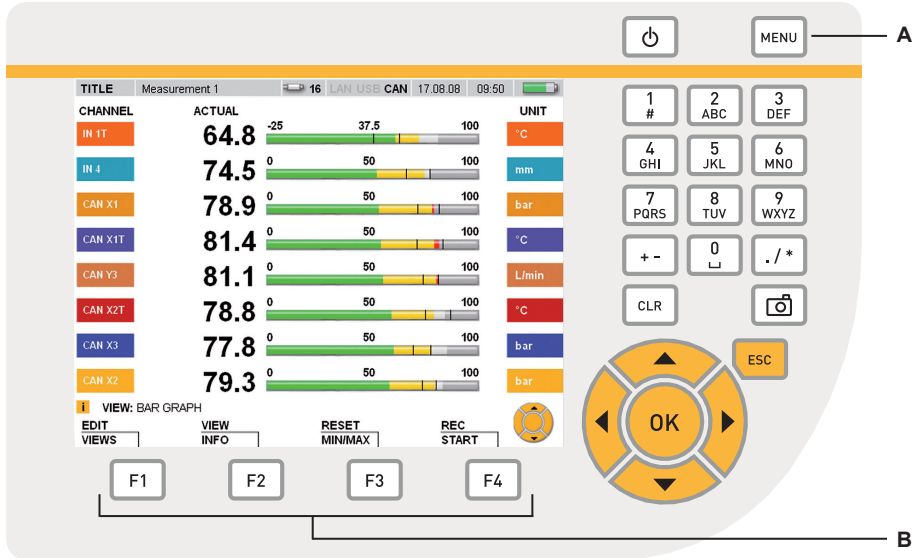 MENU
A
TITLE Measurement 1 16 LAN USB CAN 17.08.08 09:50
CHANNEL ACTUAL UNIT
IN 1T 64.8 -25 37.5 100 °C
IN 4 74.5 0 50 100 mm
CAN X1 78.9 0 50 100 bar
CAN X1T 81.4 0 50 100 °C
CAN Y3 81.1 0 50 100 L/min
CAN X2T 78.8 0 50 100 °C
CAN X3 77.8 0 50 100 bar
CAN X2 79.3 0 50 100 bar
i VIEW: BAR GRAPH
EDIT VIEW RESET REC
VIEWS INFO MIN/MAX START
F1 F2 F3 F4
1 2 3
# ABC DEF
4 5 6
GHI JKL MNO
7 8 9
PQRS TUV WXYZ
+ - 0 . / *
CLR
ESC
OK
B